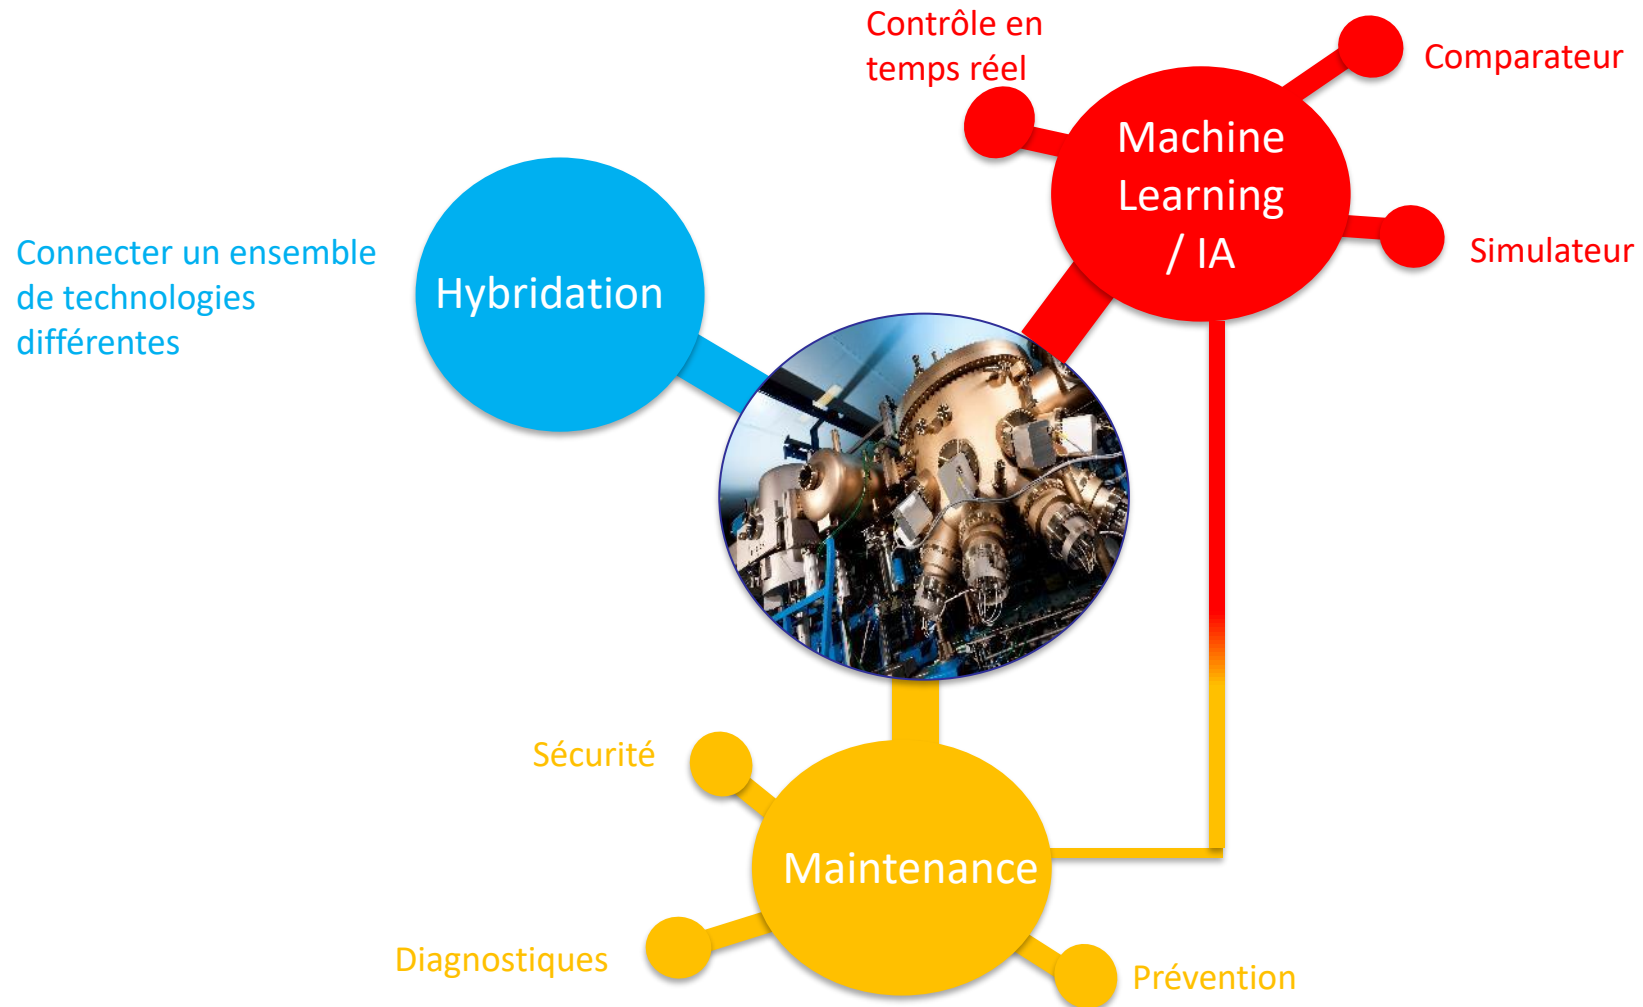 Contrôle en
temps réel
Comparateur
Machine
Learning
/ IA
Simulateur
Connecter un ensemble
de technologies
différentes
Hybridation
Sécurité
Maintenance
Diagnostiques
Prévention